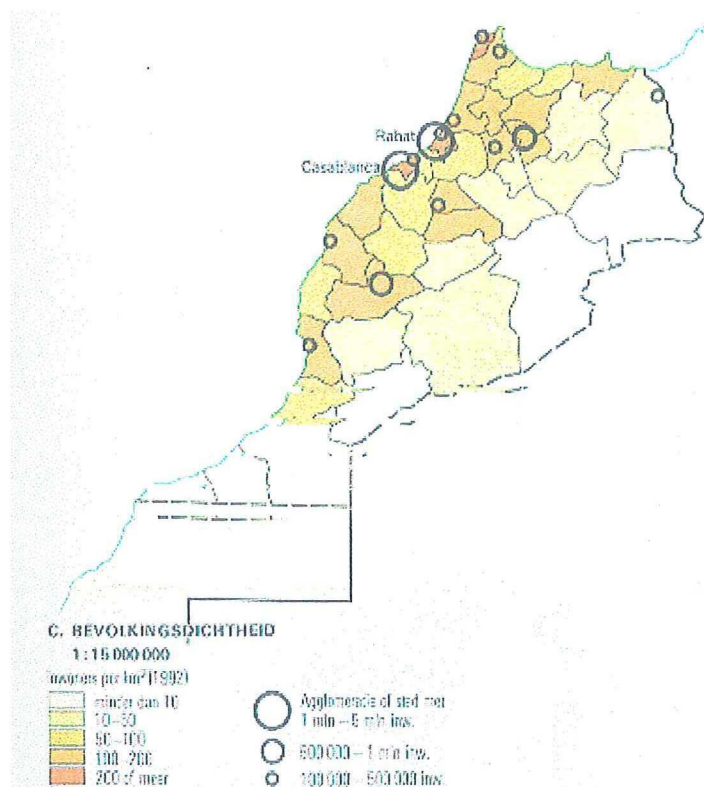 Rabat
Casablanca
C. BEVOLKINGSDICHTHEID
1 : 15 000 000
inwoners per km² (1992)
minder dan 10
10–50
50–100
100–200
200 of meer
Agglomeratie of stad met
1 mln – 5 mln inw.
500 000 – 1 mln inw.
100 000 – 500 000 inw.